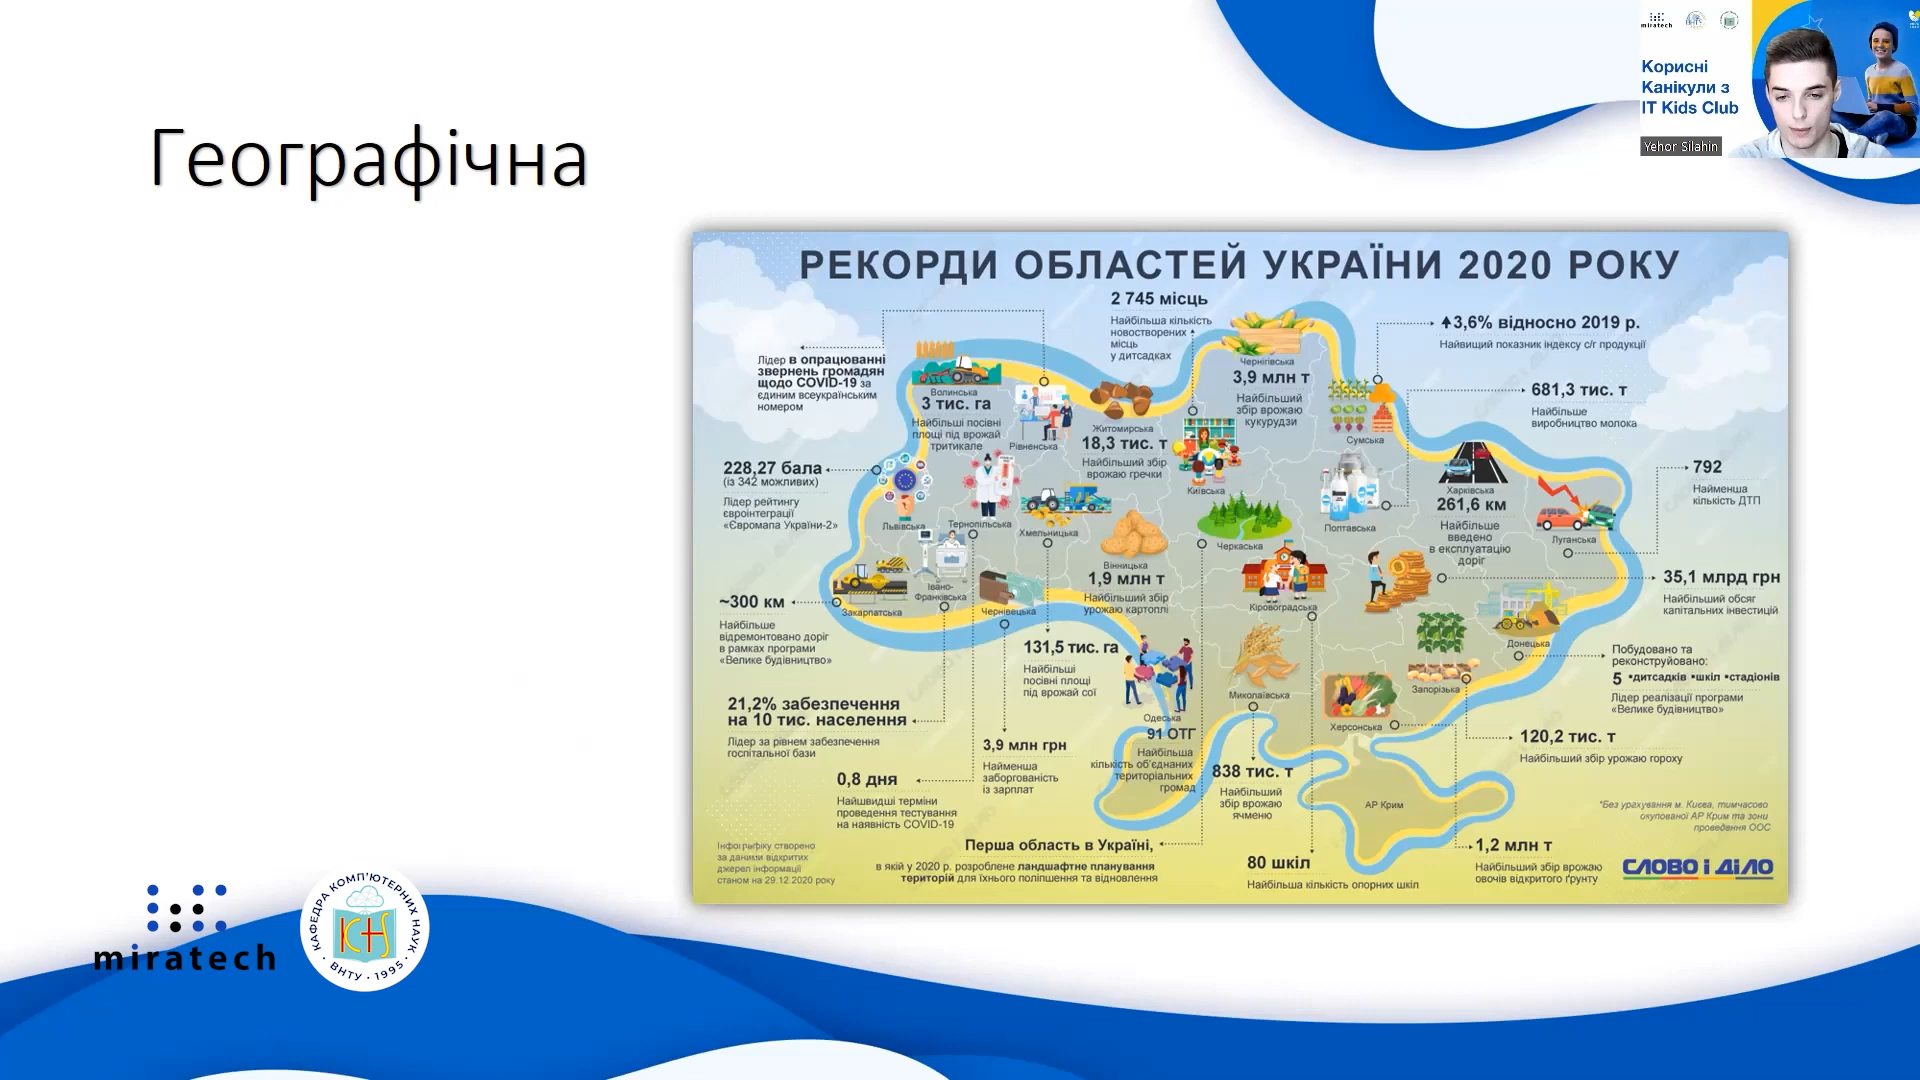 Географічна
miratech
Корисні
Канікули з
IT Kids Club
Yehor Silahin
РЕКОРДИ ОБЛАСТЕЙ УКРАЇНИ 2020 РОКУ
2 745 місць
Найбільша кількість
новостворених
місць
у дитсадках
3,6% відносно 2019 р.
Найвищий показник індексу с/г продукції
Лідер в опрацюванні
звернень громадян
щодо COVID-19 за
єдиним всеукраїнським
номером
Волинська
3 тис. га
Найбільші посівні
площі під врожай
тритикале
Рівненська
Житомирська
18,3 тис. т
Найбільший збір
врожаю гречки
Чернігівська
3,9 млн т
Найбільший
збір врожаю
кукурудзи
Сумська
681,3 тис. т
Найбільше
виробництво молока
228,27 бала
(із 342 можливих)
Лідер рейтингу
євроінтеграції
«Євромапа України-2»
Львівська
Тернопільська
Хмельницька
Київська
Черкаська
Полтавська
Харківська
261,6 км
Найбільше
введено
в експлуатацію
доріг
Луганська
792
Найменша
кількість ДТП
Вінницька
1,9 млн т
Найбільший збір
урожаю картоплі
35,1 млрд грн
Найбільший обсяг
капітальних інвестицій
~300 км
Найбільше
відремонтовано доріг
в рамках програми
«Велике будівництво»
Закарпатська
Івано-
Франківська
Чернівецька
Кіровоградська
Донецька
Побудовано та
реконструйовано:
5 •дитсадків •шкіл •стадіонів
Лідер реалізації програми
«Велике будівництво»
131,5 тис. га
Найбільші
посівні площі
під врожай сої
Миколаївська
Запорізька
Херсонська
21,2% забезпечення
на 10 тис. населення
Лідер за рівнем забезпечення
госпітальної бази
Одеська
91 ОТГ
Найбільша
кількість об'єднаних
територіальних
громад
3,9 млн грн
Найменша
заборгованість
із зарплат
0,8 дня
Найшвидші терміни
проведення тестування
на наявність COVID-19
838 тис. т
Найбільший
збір врожаю
ячменю
120,2 тис. т
Найбільший збір урожаю гороху
АР Крим
*Без урахування м. Києва, тимчасово
окупованої АР Крим та зони
проведення ООС
Перша область в Україні,
в якій у 2020 р. розроблене ландшафтне планування
територій для їхнього поліпшення та відновлення
80 шкіл
Найбільша кількість опорних шкіл
1,2 млн т
Найбільший збір врожаю
овочів відкритого ґрунту
Інфографіку створено
за даними відкритих
джерел інформації
станом на 29.12.2020 року
СЛОВО і ДІЛО
miratech
КАФЕДРА КОМП'ЮТЕРНИХ НАУК
ВНТУ • 1995